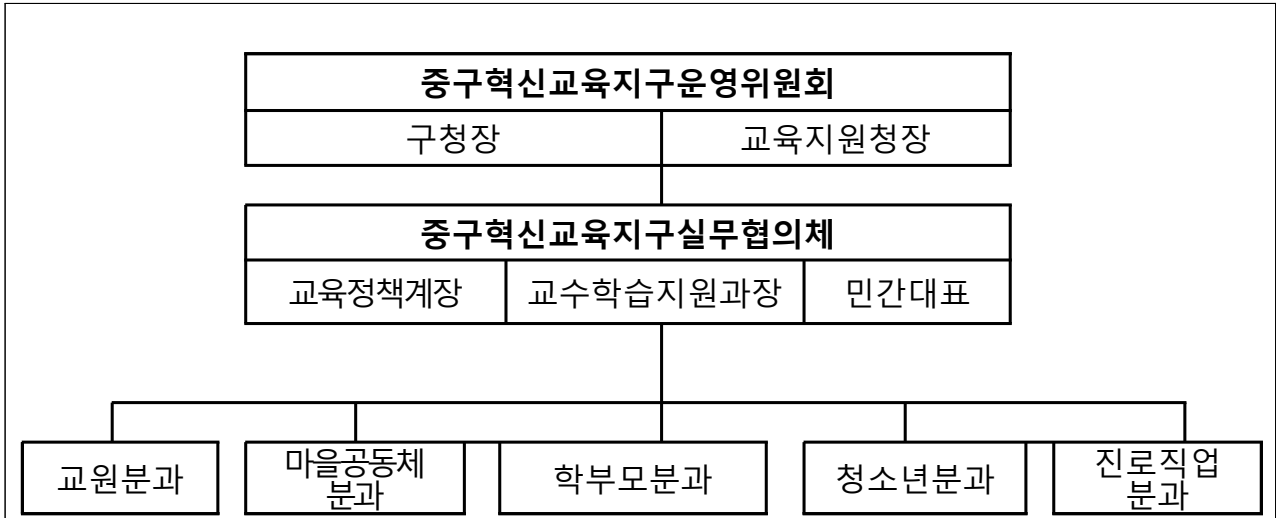 중구혁신교육지구운영위원회
구청장 교육지원청장
중구혁신교육지구실무협의체
교육정책계장 교수학습지원과장 민간대표
교원분과
마을공동체
분과
학부모분과
청소년분과
진로직업
분과